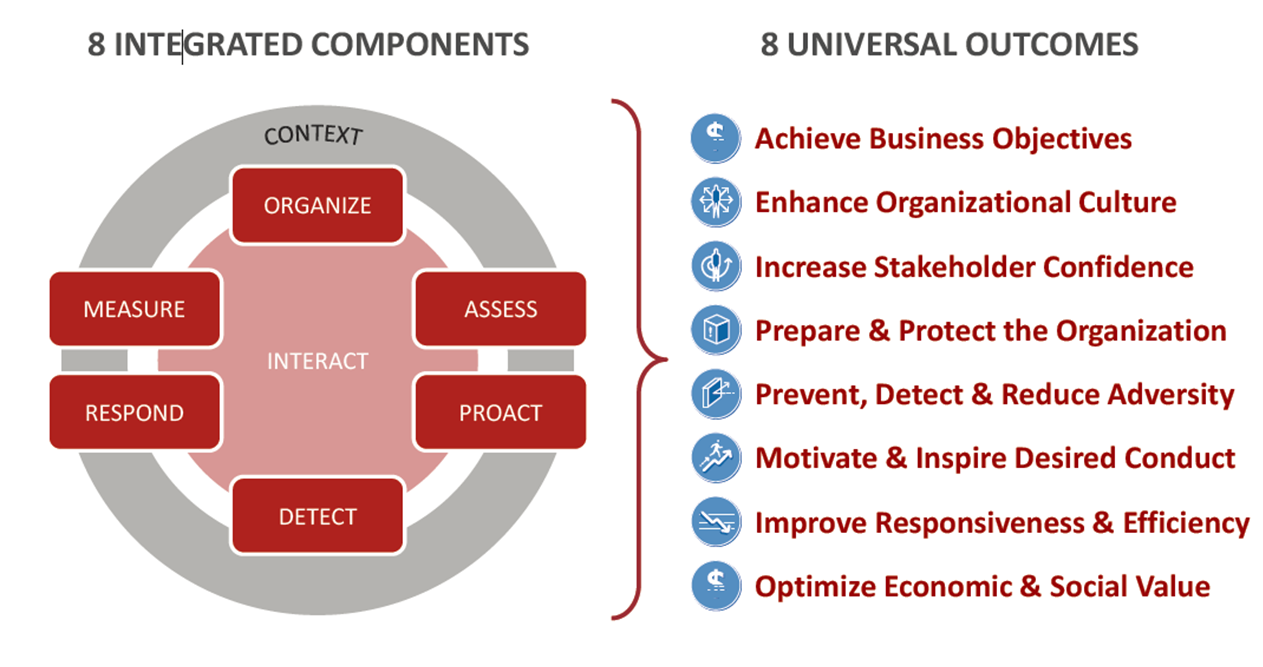 8 INTEGRATED COMPONENTS
8 UNIVERSAL OUTCOMES
CONTEXT
ORGANIZE
MEASURE
ASSESS
INTERACT
RESPOND
PROACT
DETECT
Achieve Business Objectives
Enhance Organizational Culture
Increase Stakeholder Confidence
Prepare & Protect the Organization
Prevent, Detect & Reduce Adversity
Motivate & Inspire Desired Conduct
Improve Responsiveness & Efficiency
Optimize Economic & Social Value